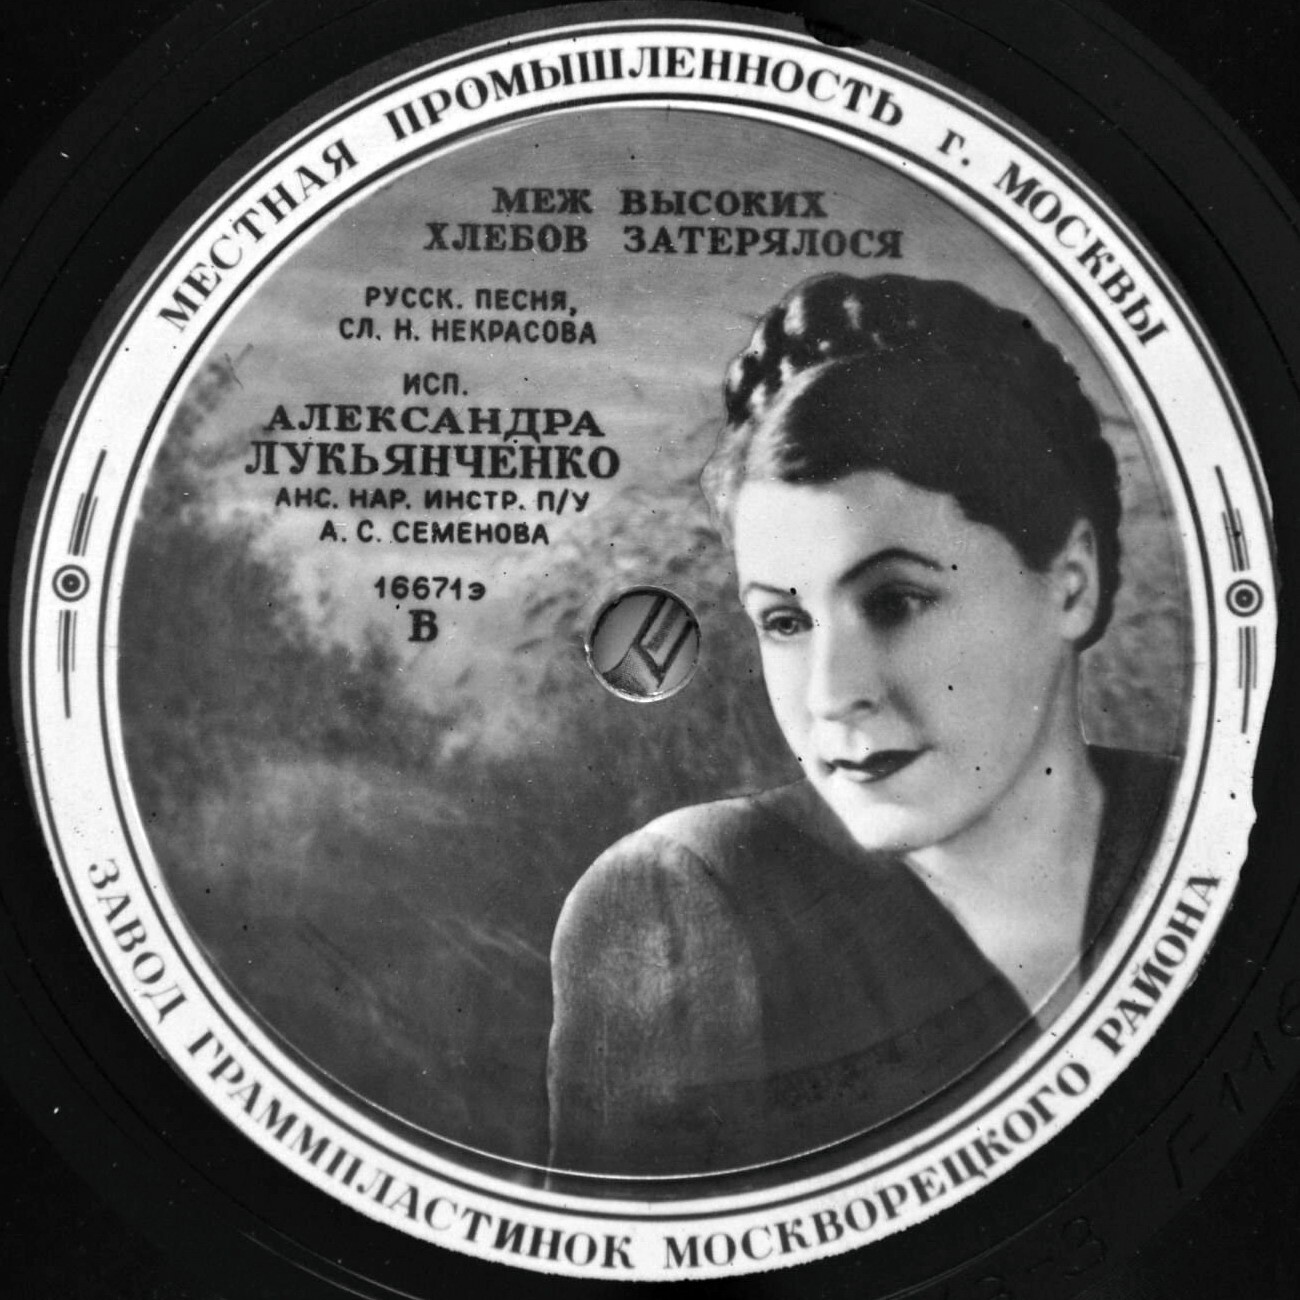 МЕСТНАЯ ПРОМЫШЛЕННОСТЬ г. МОСКВЫ
МЕЖ ВЫСОКИХ
ХЛЕБОВ ЗАТЕРЯЛОСЯ
РУССК. ПЕСНЯ,
СЛ. Н. НЕКРАСОВА
ИСП.
АЛЕКСАНДРА
ЛУКЬЯНЧЕНКО
АНС. НАР. ИНСТР. П/У
А. С. СЕМЕНОВА
16671э
В
ЗАВОД ГРАММПЛАСТИНОК МОСКВОРЕЦКОГО РАЙОНА